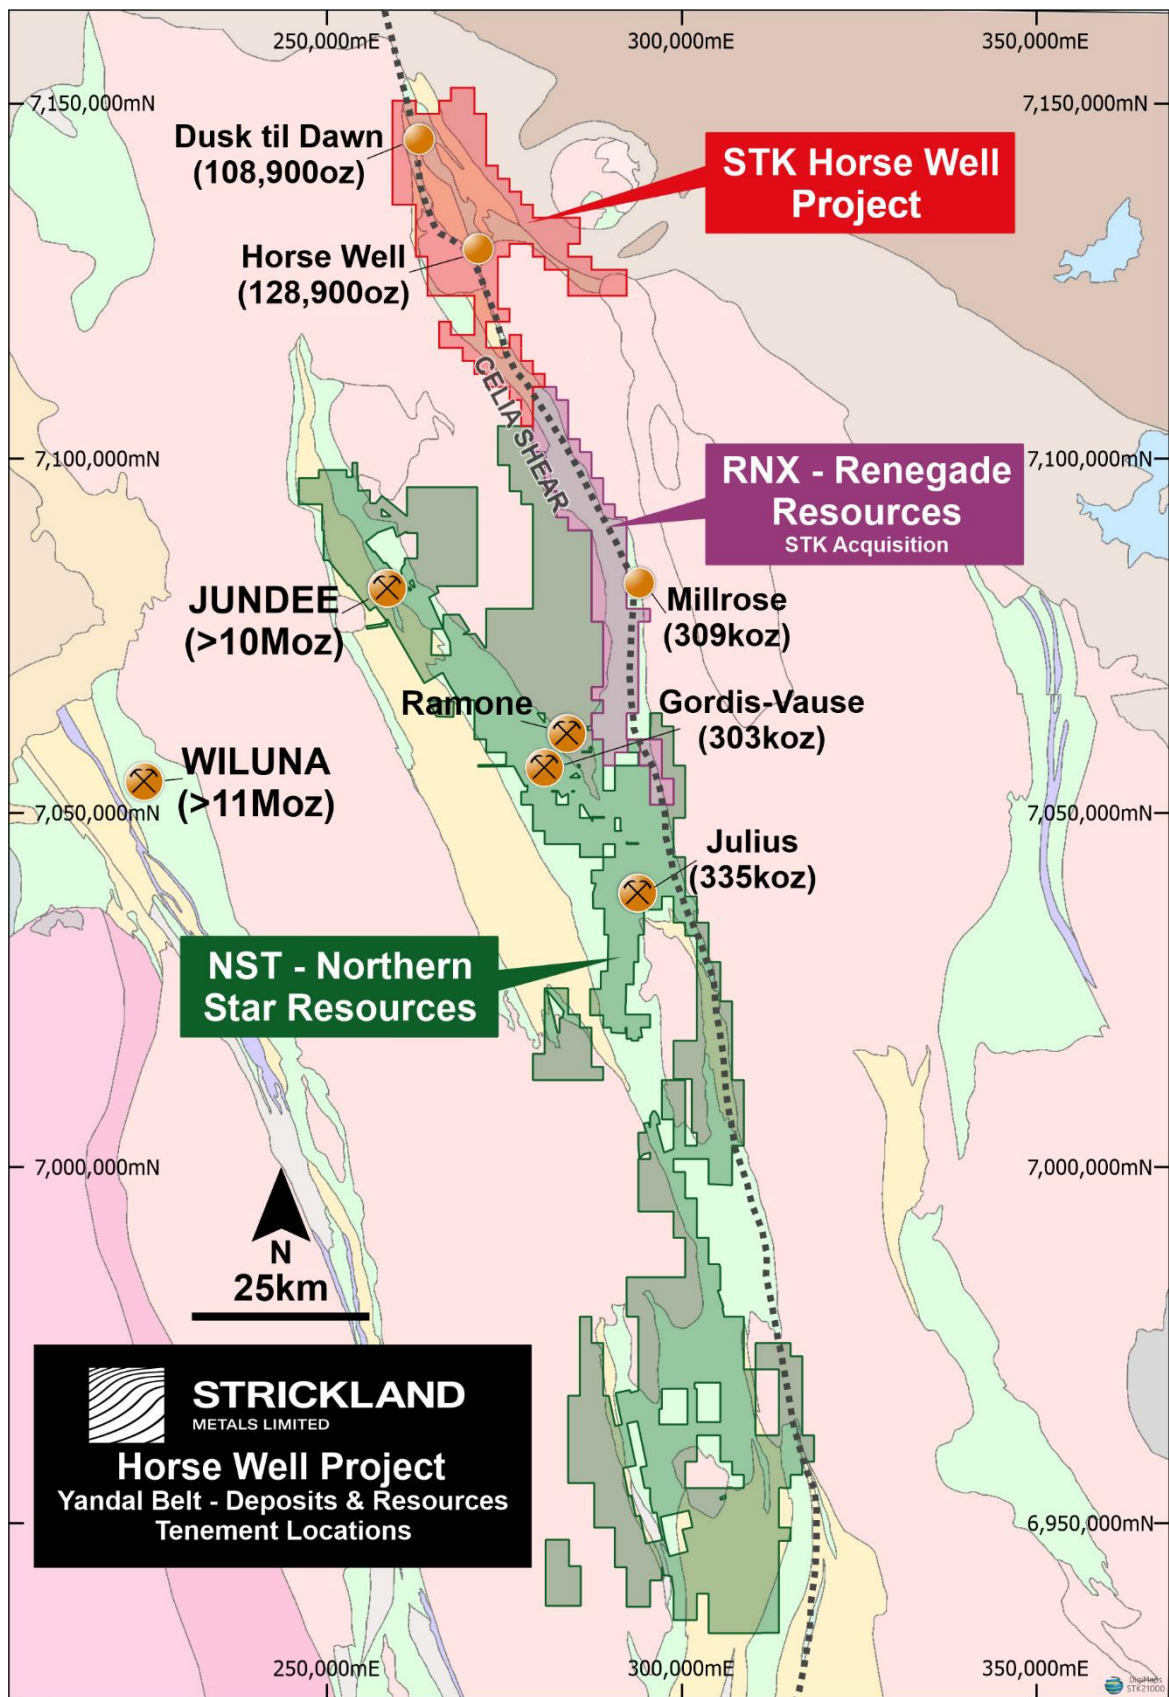 250,000mE
300,000mE
350,000mE
7,150,000mN
7,150,000mN
Dusk til Dawn
(108,900oz)
STK Horse Well
Project
Horse Well
(128,900oz)
CELIA SHEAR
7,100,000mN
7,100,000mN
RNX - Renegade
Resources
STK Acquisition
JUNDEE
(>10Moz)
Millrose
(309koz)
Ramone
Gordis-Vause
(303koz)
WILUNA
(>11Moz)
7,050,000mN
7,050,000mN
Julius
(335koz)
NST - Northern
Star Resources
7,000,000mN
7,000,000mN
N
25km
STRICKLAND
METALS LIMITED
Horse Well Project
Yandal Belt - Deposits & Resources
Tenement Locations
6,950,000mN
250,000mE
300,000mE
350,000mE
DigiMaps
STK21000